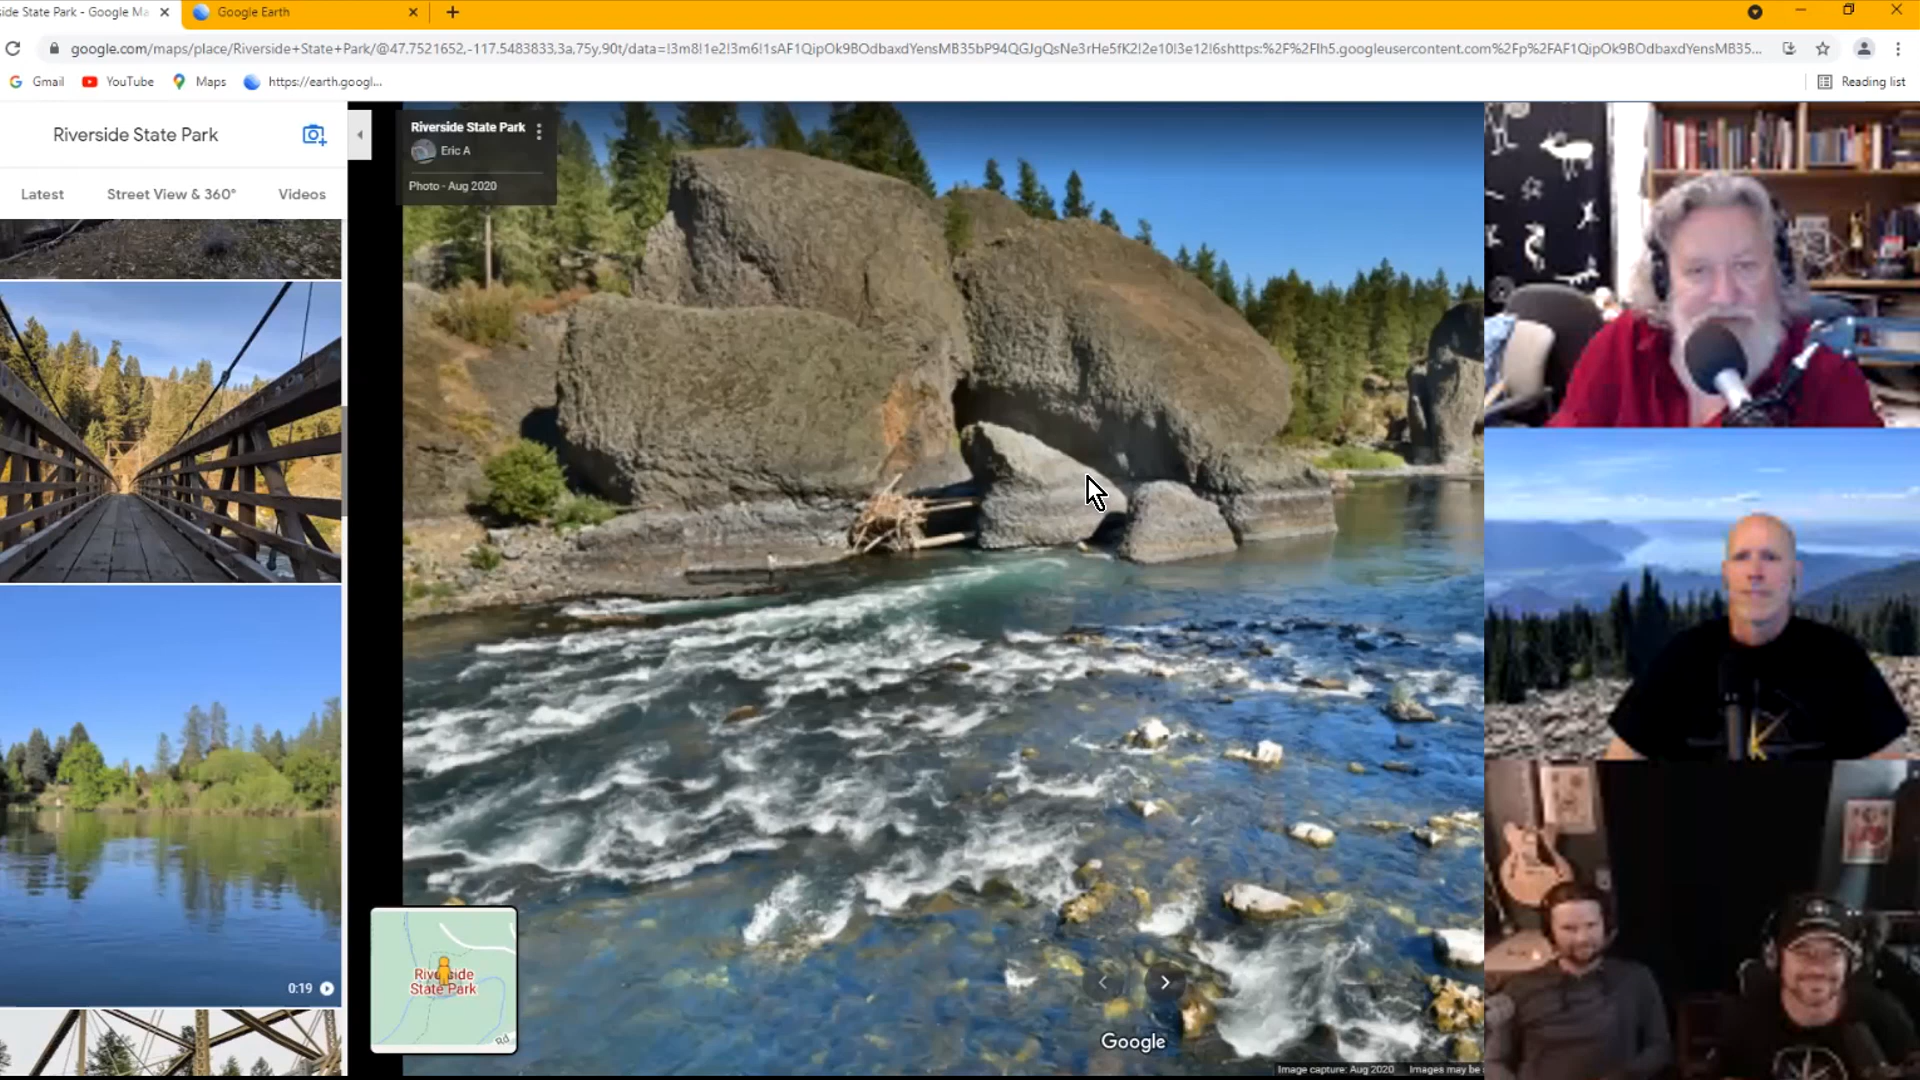 side State Park - Google Ma
Google Earth
google.com/maps/place/Riverside+State+Park/@47.7521652,-117.5483833,3a,75y,90t/data=!3m8!1e2!3m6!1sAF1QipOk9BOdbaxdYensMB35bP94QGJgQsNe3rHe5fK2!2e10!3e12!6shttps:%2F%2Flh5.googleusercontent.com%2Fp%2FAF1QipOk9BOdbaxdYensMB35...
Gmail
YouTube
Maps
https://earth.googl...
Reading list
Riverside State Park
Latest
Street View & 360°
Videos
Riverside State Park
Eric A
Photo - Aug 2020
0:19
Riverside
State Park
Rd
Google
Image capture: Aug 2020
Images may be